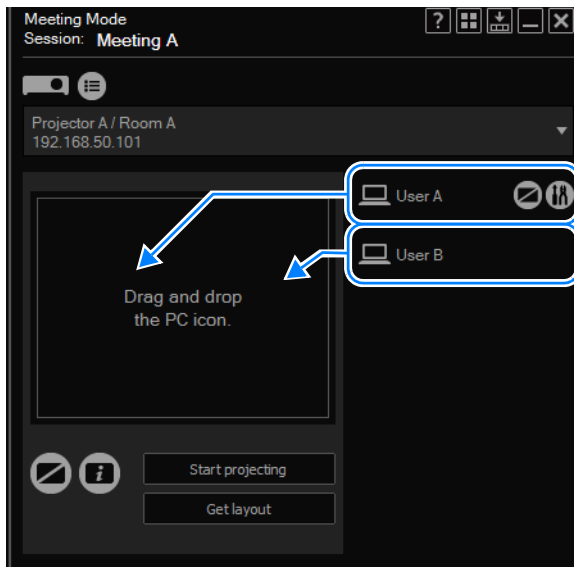 Meeting Mode
Session: Meeting A
?
Projector A / Room A
192.168.50.101
User A
User B
Drag and drop
the PC icon.
i
Start projecting
Get layout